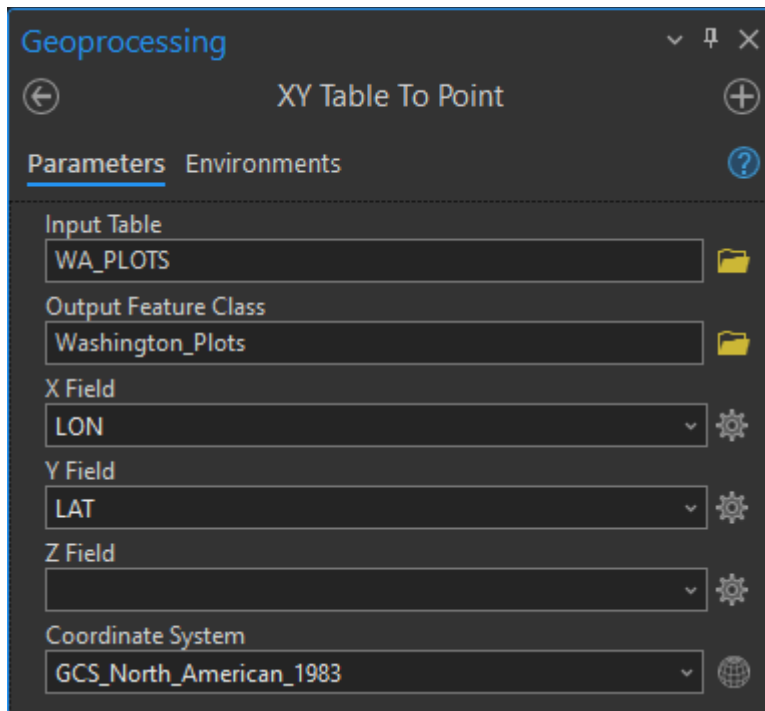 Geoprocessing
XY Table To Point
Parameters Environments
?
Input Table
WA_PLOTS
Output Feature Class
Washington_Plots
X Field
LON
Y Field
LAT
Z Field
Coordinate System
GCS_North_American_1983